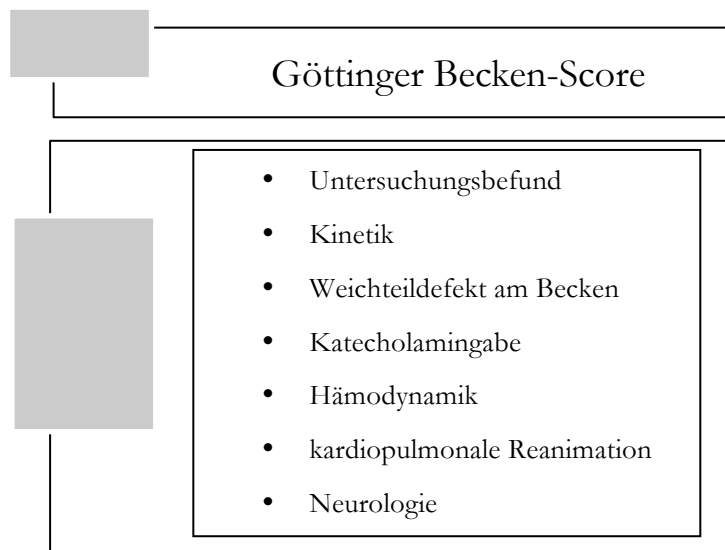 Göttinger Becken-Score
• Untersuchungsbefund
• Kinetik
• Weichteildefekt am Becken
• Katecholamingabe
• Hämodynamik
• kardiopulmonale Reanimation
• Neurologie